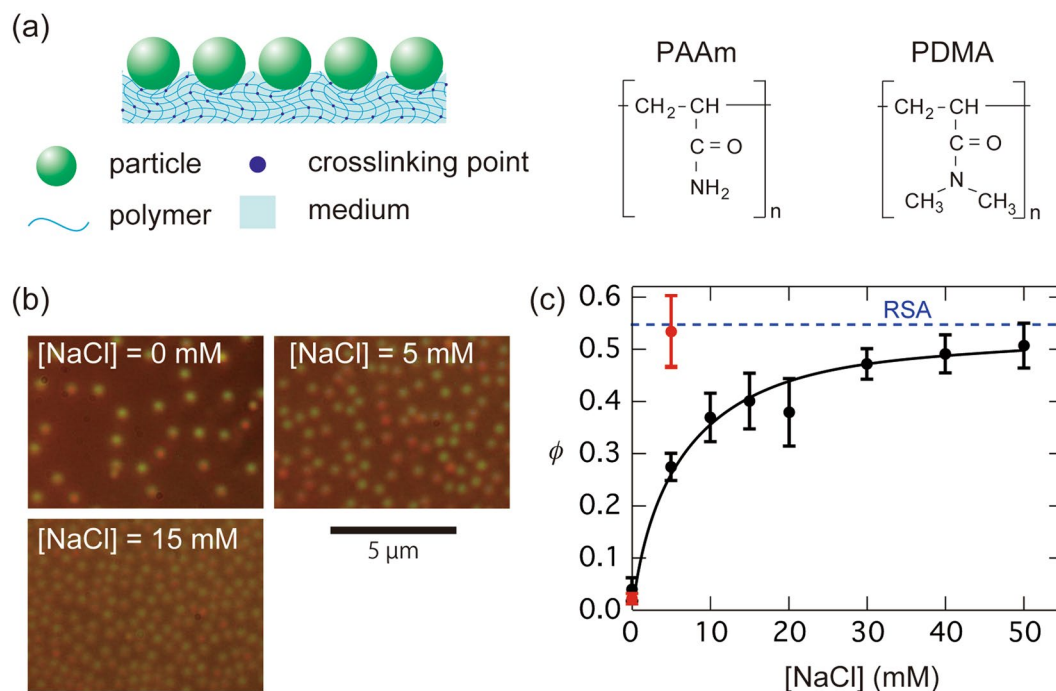 (a)
particle
crosslinking point
polymer
medium
PAAm
CH₂–CH
C=O
NH₂
n
PDMA
CH₂–CH
C=O
N
CH₃ CH₃
n
(b)
[NaCl] = 0 mM
[NaCl] = 5 mM
[NaCl] = 15 mM
5 μm
(c)
0.6
0.5
0.4
0.3
0.2
0.1
0.0
ϕ
RSA
0 10 20 30 40 50
[NaCl] (mM)